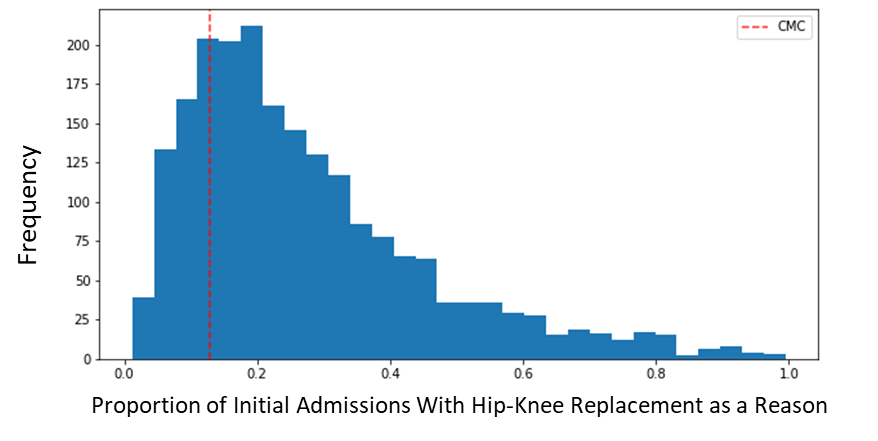 CMC
200
175
150
125
100
75
50
25
0
Frequency
0.0 0.2 0.4 0.6 0.8 1.0
Proportion of Initial Admissions With Hip-Knee Replacement as a Reason